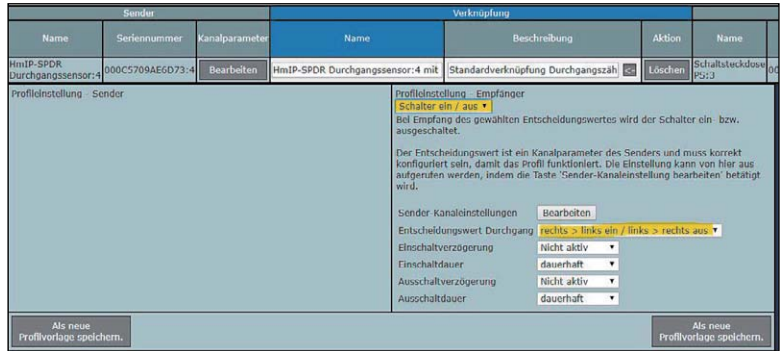 Sender
Verknüpfung
Name
Seriennummer
Kanalparameter
Name
Beschreibung
Aktion
Name
HmIP-SPDR
Durchgangssensor:4
000C5709AE6D73:4
Bearbeiten
HmIP-SPDR Durchgangssensor:4 mit
Standardverknüpfung Durchgangszäh
<-
Löschen
Schaltsteckdose
PS:3
00
Profileinstellung - Sender
Profileinstellung - Empfänger
Schalter ein / aus
Bei Empfang des gewählten Entscheidungswertes wird der Schalter ein- bzw.
ausgeschaltet.
Der Entscheidungswert ist ein Kanalparameter des Senders und muss korrekt
konfiguriert sein, damit das Profil funktioniert. Die Einstellung kann von hier aus
aufgerufen werden, indem die Taste 'Sender-Kanaleinstellung bearbeiten' betätigt
wird.
Sender-Kanaleinstellungen Bearbeiten
Entscheidungswert Durchgang rechts > links ein / links > rechts aus
Einschaltverzögerung Nicht aktiv
Einschaltdauer dauerhaft
Ausschaltverzögerung Nicht aktiv
Ausschaltdauer dauerhaft
Als neue
Profilvorlage speichern.
Als neue
Profilvorlage speichern.